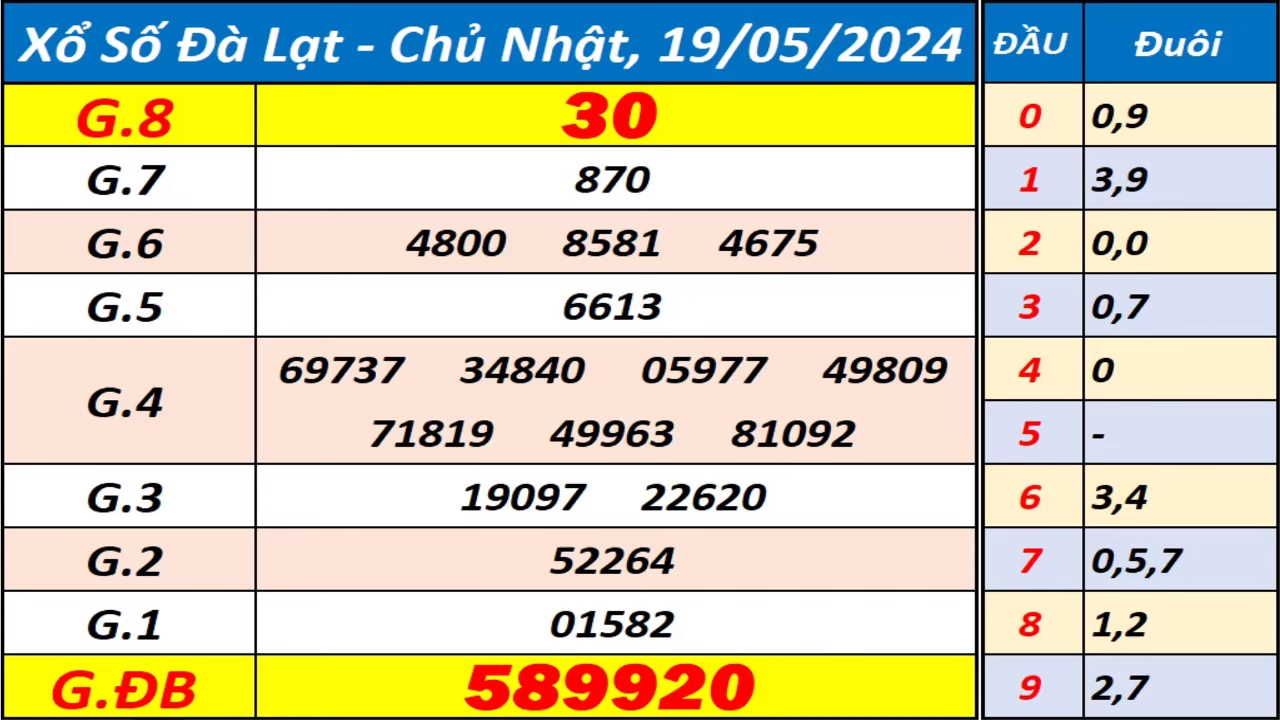 Xổ Số Đà Lạt - Chủ Nhật, 19/05/2024
G.8 30
G.7 870
G.6 4800 8581 4675
G.5 6613
G.4 69737 34840 05977 49809
71819 49963 81092
G.3 19097 22620
G.2 52264
G.1 01582
G.ĐB 589920
ĐẦU Đuôi
0 0,9
1 3,9
2 0,0
3 0,7
4 0
5 -
6 3,4
7 0,5,7
8 1,2
9 2,7